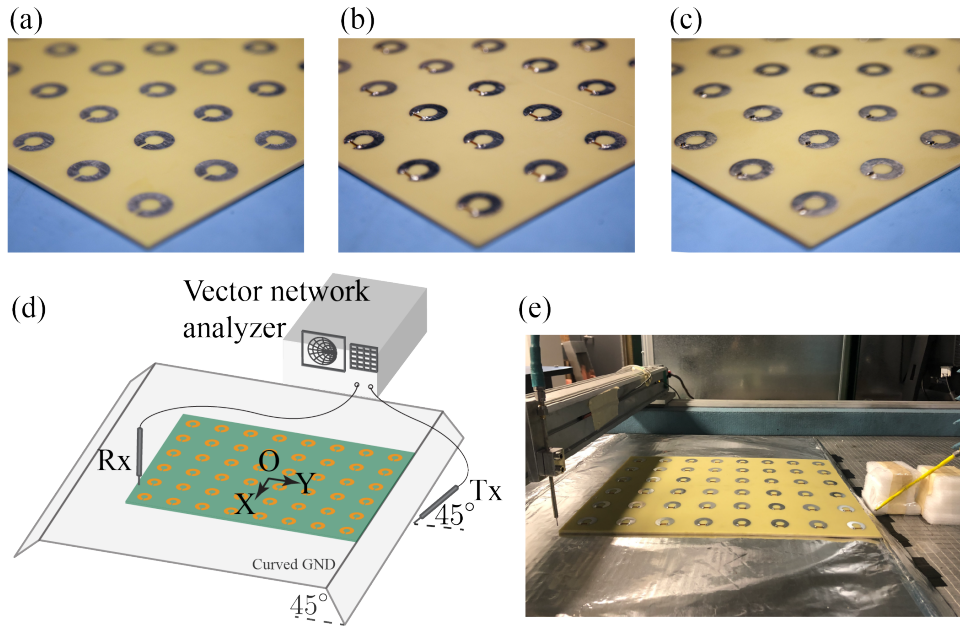 (a)
(b)
(c)
(d)
Vector network
analyzer
Rx
O
Y
X
Tx
45°
Curved GND
45°
(e)